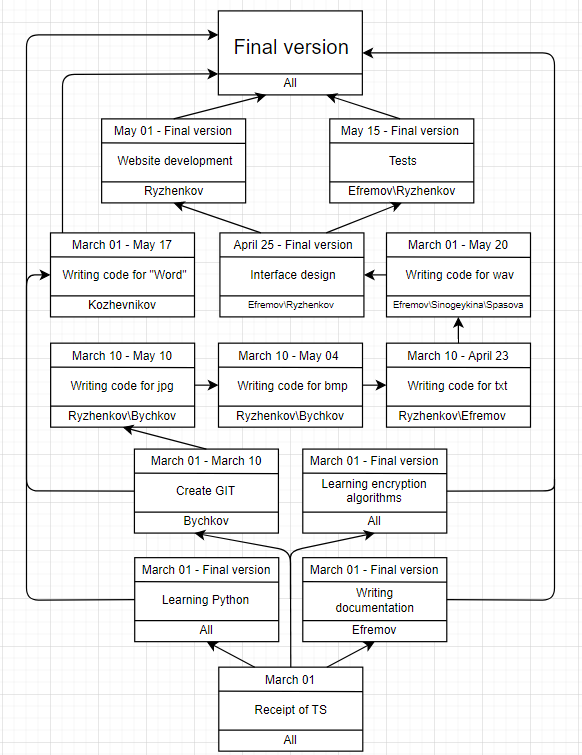 Final version
All
May 01 - Final version
Website development
Ryzhenkov
May 15 - Final version
Tests
Efremov\Ryzhenkov
March 01 - May 17
Writing code for "Word"
Kozhevnikov
April 25 - Final version
Interface design
Efremov\Ryzhenkov
March 01 - May 20
Writing code for wav
Efremov\Sinogeykina\Spasova
March 10 - May 10
Writing code for jpg
Ryzhenkov\Bychkov
March 10 - May 04
Writing code for bmp
Ryzhenkov\Bychkov
March 10 - April 23
Writing code for txt
Ryzhenkov\Efremov
March 01 - March 10
Create GIT
Bychkov
March 01 - Final version
Learning encryption
algorithms
All
March 01 - Final version
Learning Python
All
March 01 - Final version
Writing
documentation
Efremov
March 01
Receipt of TS
All